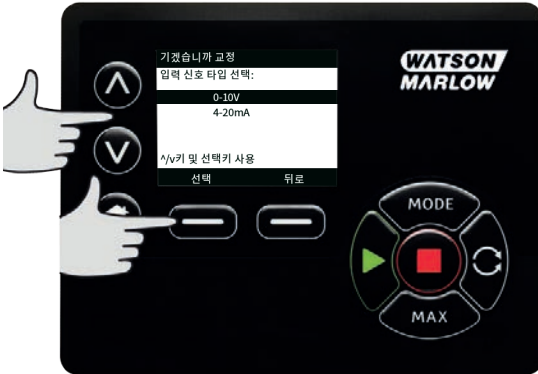 기겠습니까 교정
입력 신호 타입 선택:
0-10V
4-20mA
^/v키 및 선택키 사용
선택 뒤로
WATSON
MARLOW
MODE
MAX